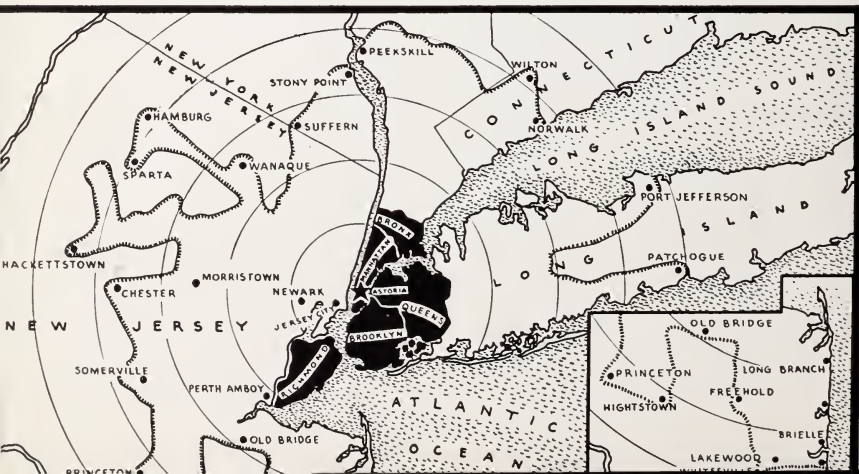 NEW YORK
NEW JERSEY
PEEKSKILL
STONY POINT
WILTON
CONNECTICUT
NORWALK
LONG ISLAND SOUND
HAMBURG
SUFFERN
SPARTA
WANAQUE
PORT JEFFERSON
LONG ISLAND
PATCHOGUE
HACKETTSTOWN
CHESTER
MORRISTOWN
NEWARK
JERSEY CITY
BRONX
MANHATTAN
ASTORIA
QUEENS
BROOKLYN
RICHMOND
NEW JERSEY
SOMERVILLE
PERTH AMBOY
OLD BRIDGE
PRINCETON
ATLANTIC
OCEAN
OLD BRIDGE
PRINCETON
LONG BRANCH
HIGHTSTOWN
FREEHOLD
BRIELLE
LAKEWOOD
WHITESVILLE